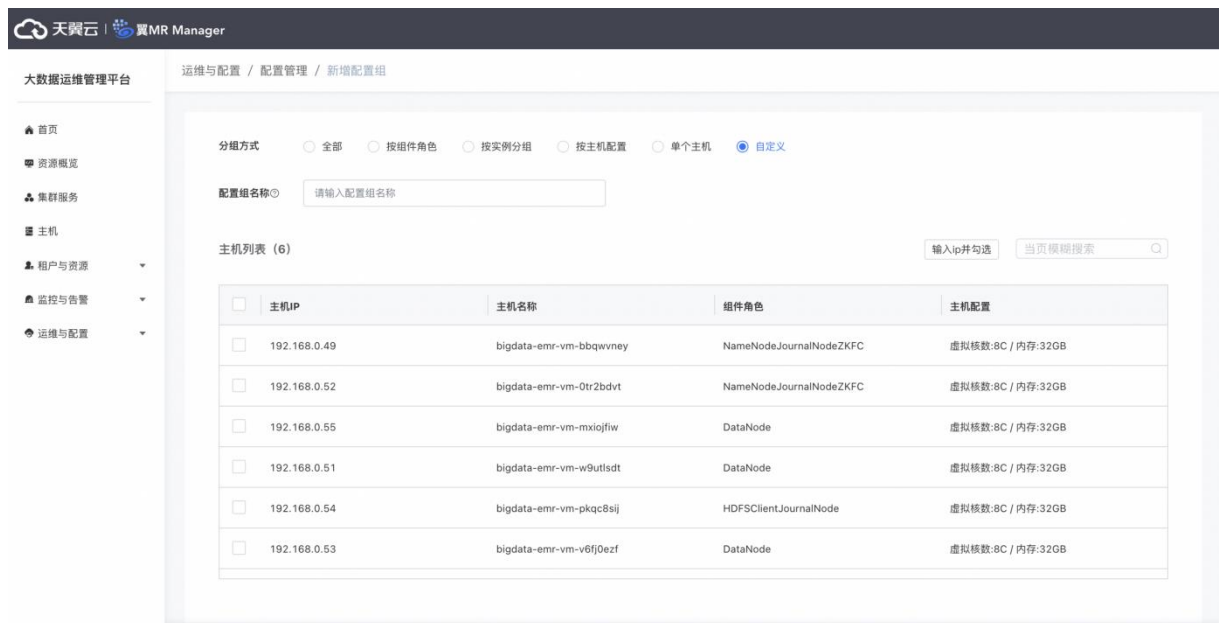 天翼云 翼MR Manager
大数据运维管理平台
运维与配置 / 配置管理 / 新增配置组
首页
资源概览
集群服务
主机
租户与资源
监控与告警
运维与配置
分组方式 全部 按组件角色 按实例分组 按主机配置 单个主机 自定义
配置组名称 请输入配置组名称
主机列表（6） 输入ip并勾选 当页模糊搜索
主机IP 主机名称 组件角色 主机配置
192.168.0.49 bigdata-emr-vm-bbqwvney NameNodeJournalNodeZKFC 虚拟核数:8C / 内存:32GB
192.168.0.52 bigdata-emr-vm-0tr2bdvt NameNodeJournalNodeZKFC 虚拟核数:8C / 内存:32GB
192.168.0.55 bigdata-emr-vm-mxiojfiw DataNode 虚拟核数:8C / 内存:32GB
192.168.0.51 bigdata-emr-vm-w9utlsdt DataNode 虚拟核数:8C / 内存:32GB
192.168.0.54 bigdata-emr-vm-pkqc8sij HDFSClientJournalNode 虚拟核数:8C / 内存:32GB
192.168.0.53 bigdata-emr-vm-v6fj0ezf DataNode 虚拟核数:8C / 内存:32GB